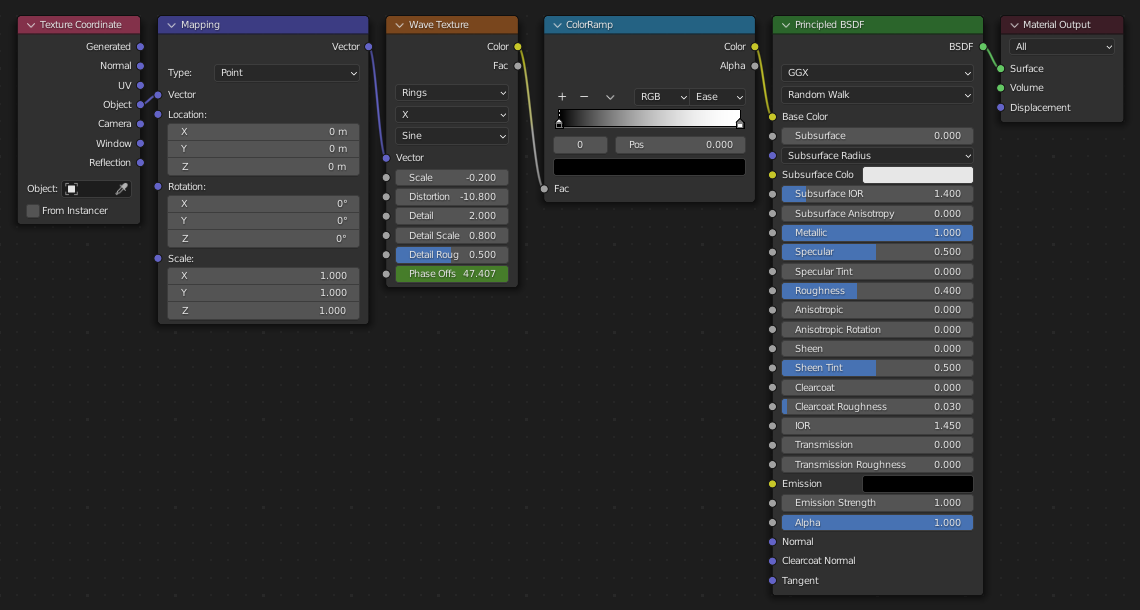 Texture Coordinate
Generated
Normal
UV
Object
Camera
Window
Reflection
Object:
From Instancer
Mapping
Vector
Type: Point
Vector
Location:
X 0 m
Y 0 m
Z 0 m
Rotation:
X 0°
Y 0°
Z 0°
Scale:
X 1.000
Y 1.000
Z 1.000
Wave Texture
Color
Fac
Rings
X
Sine
Vector
Scale -0.200
Distortion -10.800
Detail 2.000
Detail Scale 0.800
Detail Roug 0.500
Phase Offs 47.407
ColorRamp
Color
Alpha
+ − RGB Ease
0 Pos 0.000
Fac
Principled BSDF
BSDF
GGX
Random Walk
Base Color
Subsurface 0.000
Subsurface Radius
Subsurface Colo
Subsurface IOR 1.400
Subsurface Anisotropy 0.000
Metallic 1.000
Specular 0.500
Specular Tint 0.000
Roughness 0.400
Anisotropic 0.000
Anisotropic Rotation 0.000
Sheen 0.000
Sheen Tint 0.500
Clearcoat 0.000
Clearcoat Roughness 0.030
IOR 1.450
Transmission 0.000
Transmission Roughness 0.000
Emission
Emission Strength 1.000
Alpha 1.000
Normal
Clearcoat Normal
Tangent
Material Output
All
Surface
Volume
Displacement